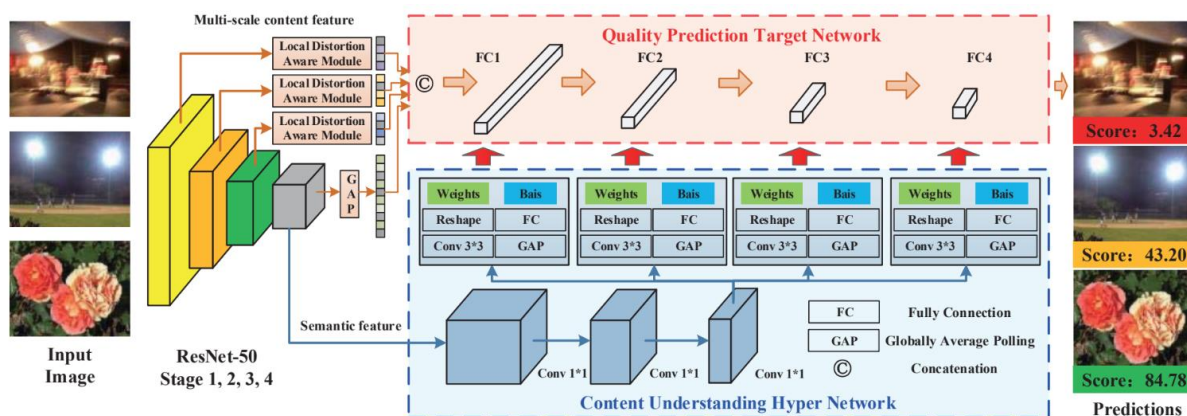 Multi-scale content feature
Local Distortion
Aware Module
Local Distortion
Aware Module
Local Distortion
Aware Module
G
A
P
Semantic feature
Input
Image
ResNet-50
Stage 1, 2, 3, 4
Quality Prediction Target Network
©
FC1
FC2
FC3
FC4
Weights Bais
Reshape FC
Conv 3*3 GAP
Weights Bais
Reshape FC
Conv 3*3 GAP
Weights Bais
Reshape FC
Conv 3*3 GAP
Weights Bais
Reshape FC
Conv 3*3 GAP
Conv 1*1
Conv 1*1
Conv 1*1
FC Fully Connection
GAP Globally Average Polling
© Concatenation
Content Understanding Hyper Network
Score: 3.42
Score: 43.20
Score: 84.78
Predictions